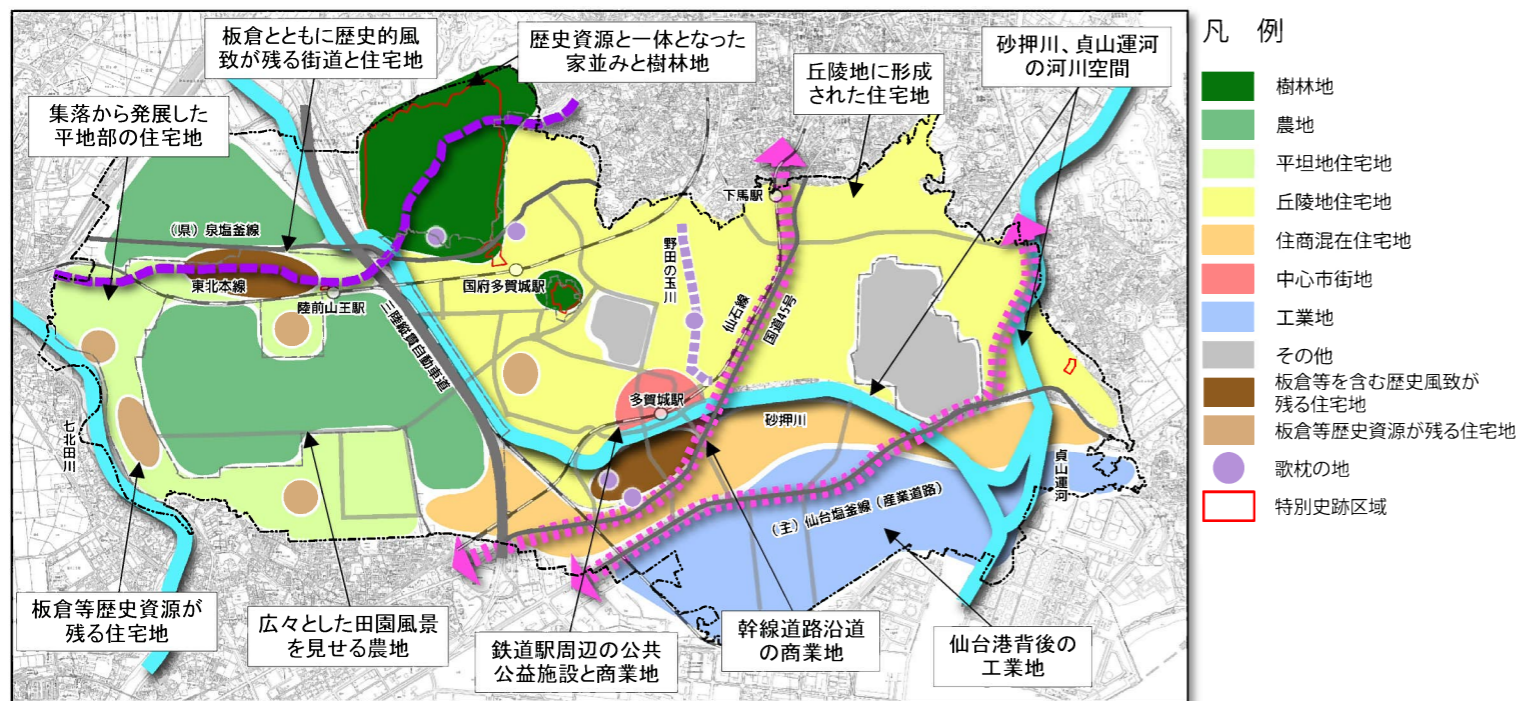 板倉とともに歴史的風
致が残る街道と住宅地
歴史資源と一体となった
家並みと樹林地
丘陵地に形成
された住宅地
砂押川、貞山運河
の河川空間
集落から発展した
平地部の住宅地
下馬駅
(県)泉塩釜線
野田の玉川
東北本線
陸前山王駅
国府多賀城駅
三陸縦貫自動車道
仙石線
国道45号
多賀城駅
砂押川
七北田川
貞山運河
(主)仙台塩釜線(産業道路)
板倉等歴史資源が
残る住宅地
広々とした田園風景
を見せる農地
鉄道駅周辺の公共
公益施設と商業地
幹線道路沿道
の商業地
仙台港背後の
工業地
凡 例
樹林地
農地
平坦地住宅地
丘陵地住宅地
住商混在住宅地
中心市街地
工業地
その他
板倉等を含む歴史風致が
残る住宅地
板倉等歴史資源が残る住宅地
歌枕の地
特別史跡区域